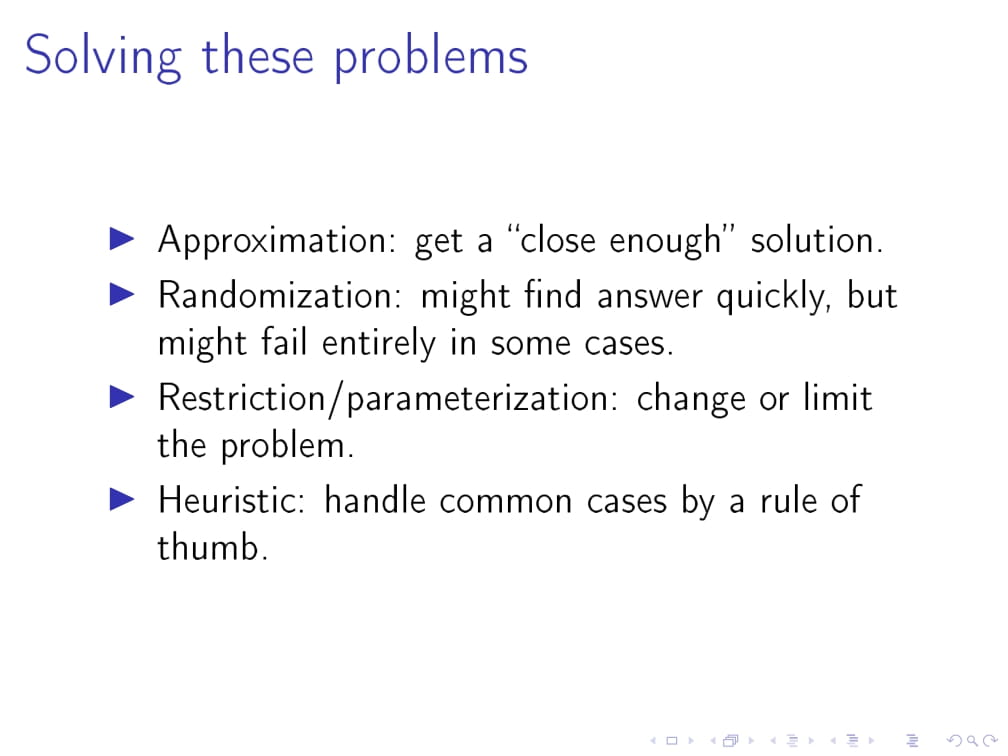 Solving these problems
Approximation: get a “close enough” solution.
Randomization: might find answer quickly, but
might fail entirely in some cases.
Restriction/parameterization: change or limit
the problem.
Heuristic: handle common cases by a rule of
thumb.